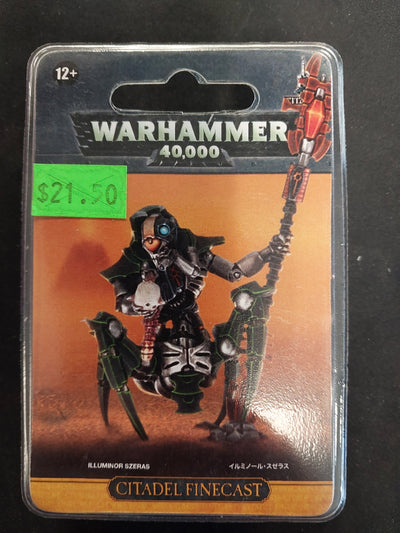 12+
WARHAMMER
40,000
$21.50
ILLUMINOR SZERAS
イルミノール・スゼラス
CITADEL FINECAST